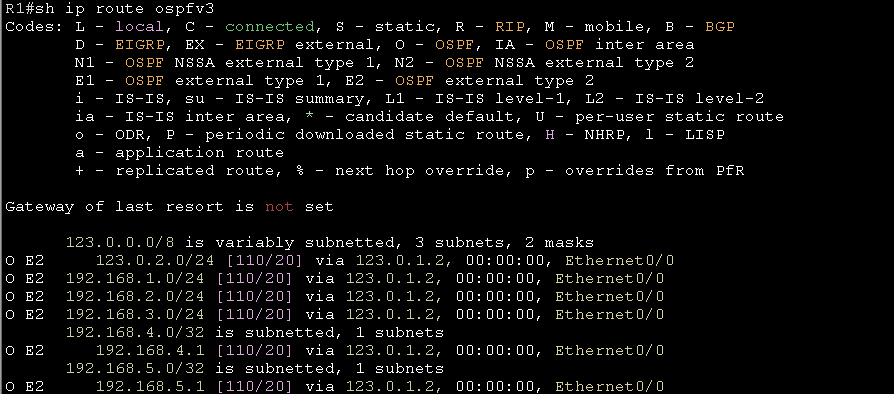 R1#sh ip route ospfv3
Codes: L - local, C - connected, S - static, R - RIP, M - mobile, B - BGP
D - EIGRP, EX - EIGRP external, O - OSPF, IA - OSPF inter area
N1 - OSPF NSSA external type 1, N2 - OSPF NSSA external type 2
E1 - OSPF external type 1, E2 - OSPF external type 2
i - IS-IS, su - IS-IS summary, L1 - IS-IS level-1, L2 - IS-IS level-2
ia - IS-IS inter area, * - candidate default, U - per-user static route
o - ODR, P - periodic downloaded static route, H - NHRP, l - LISP
a - application route
+ - replicated route, % - next hop override, p - overrides from PfR
Gateway of last resort is not set
123.0.0.0/8 is variably subnetted, 3 subnets, 2 masks
O E2 123.0.2.0/24 [110/20] via 123.0.1.2, 00:00:00, Ethernet0/0
O E2 192.168.1.0/24 [110/20] via 123.0.1.2, 00:00:00, Ethernet0/0
O E2 192.168.2.0/24 [110/20] via 123.0.1.2, 00:00:00, Ethernet0/0
O E2 192.168.3.0/24 [110/20] via 123.0.1.2, 00:00:00, Ethernet0/0
192.168.4.0/32 is subnetted, 1 subnets
O E2 192.168.4.1 [110/20] via 123.0.1.2, 00:00:00, Ethernet0/0
192.168.5.0/32 is subnetted, 1 subnets
O E2 192.168.5.1 [110/20] via 123.0.1.2, 00:00:00, Ethernet0/0